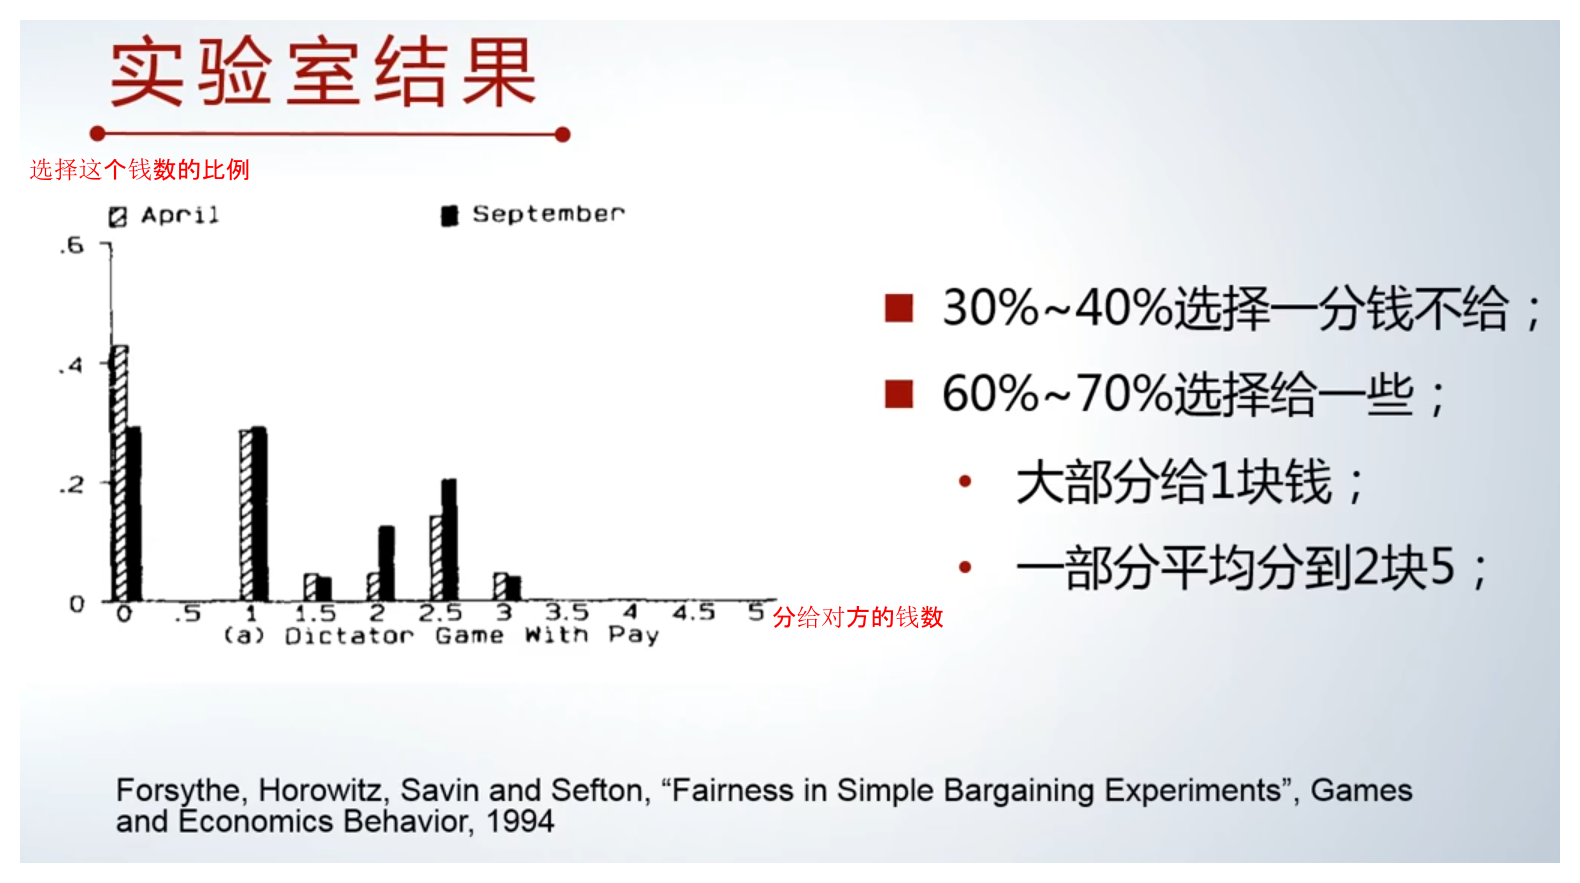 实验室结果
选择这个钱数的比例
April September
.6
.4
.2
0
0 .5 1 1.5 2 2.5 3 3.5 4 4.5 5
分给对方的钱数
(a) Dictator Game With Pay
30%~40%选择一分钱不给；
60%~70%选择给一些；
大部分给1块钱；
一部分平均分到2块5；
Forsythe, Horowitz, Savin and Sefton, “Fairness in Simple Bargaining Experiments”, Games
and Economics Behavior, 1994